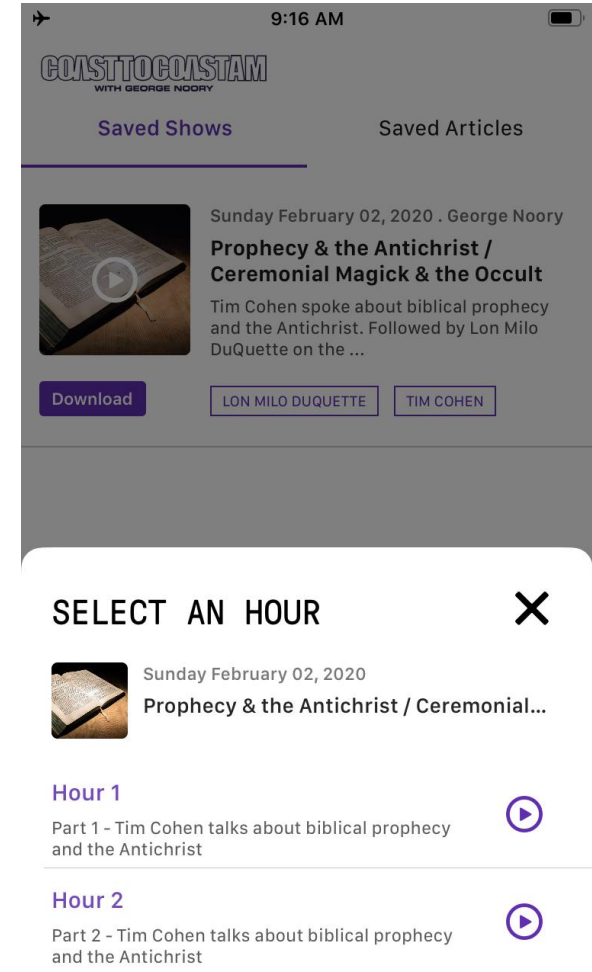 9:16 AM
COASTTOCOASTAM
WITH GEORGE NOORY
Saved Shows
Saved Articles
Sunday February 02, 2020 . George Noory
Prophecy & the Antichrist /
Ceremonial Magick & the Occult
Tim Cohen spoke about biblical prophecy
and the Antichrist. Followed by Lon Milo
DuQuette on the ...
Download
LON MILO DUQUETTE
TIM COHEN
SELECT AN HOUR
Sunday February 02, 2020
Prophecy & the Antichrist / Ceremonial...
Hour 1
Part 1 - Tim Cohen talks about biblical prophecy
and the Antichrist
Hour 2
Part 2 - Tim Cohen talks about biblical prophecy
and the Antichrist